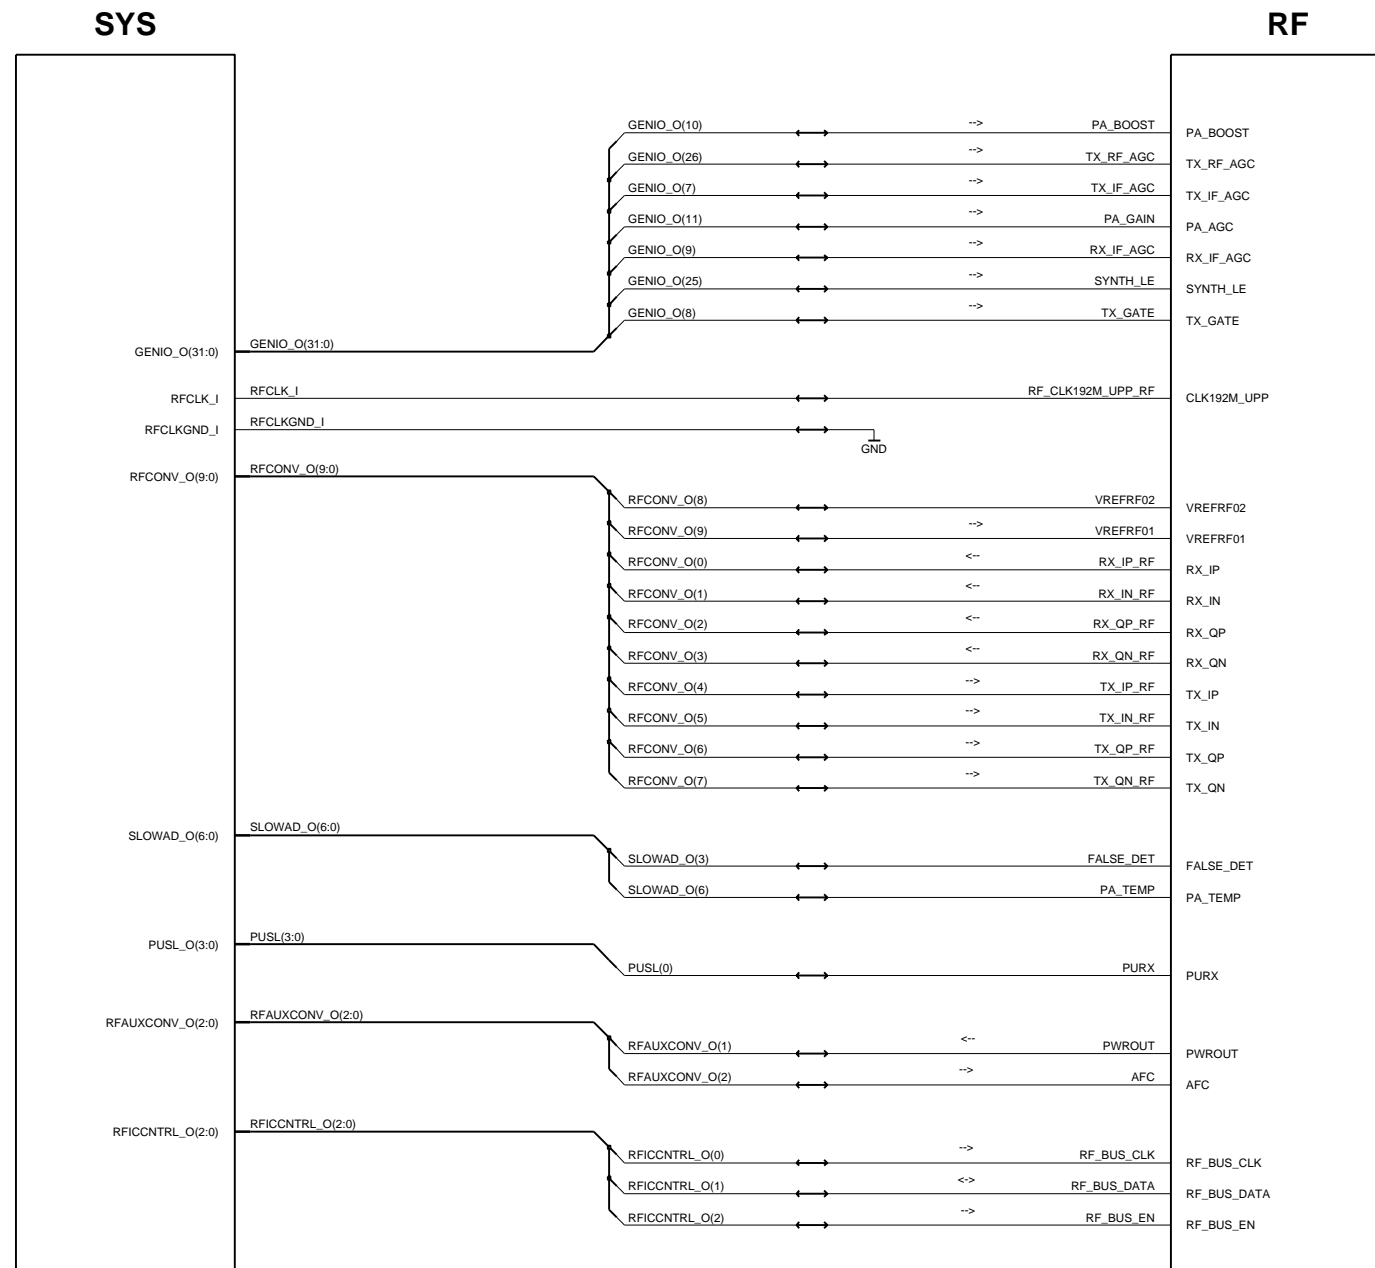 SYS RF
GENIO_O(10) --> PA_BOOST PA_BOOST
GENIO_O(26) --> TX_RF_AGC TX_RF_AGC
GENIO_O(7) --> TX_IF_AGC TX_IF_AGC
GENIO_O(11) --> PA_GAIN PA_AGC
GENIO_O(9) --> RX_IF_AGC RX_IF_AGC
GENIO_O(25) --> SYNTH_LE SYNTH_LE
GENIO_O(8) --> TX_GATE TX_GATE
GENIO_O(31:0) GENIO_O(31:0)
RFCLK_I RFCLK_I RF_CLK192M_UPP_RF CLK192M_UPP
RFCLKGND_I RFCLKGND_I
GND
RFCONV_O(9:0) RFCONV_O(9:0)
RFCONV_O(8) VREFRF02 VREFRF02
RFCONV_O(9) --> VREFRF01 VREFRF01
RFCONV_O(0) <-- RX_IP_RF RX_IP
RFCONV_O(1) <-- RX_IN_RF RX_IN
RFCONV_O(2) <-- RX_QP_RF RX_QP
RFCONV_O(3) <-- RX_QN_RF RX_QN
RFCONV_O(4) --> TX_IP_RF TX_IP
RFCONV_O(5) --> TX_IN_RF TX_IN
RFCONV_O(6) --> TX_QP_RF TX_QP
RFCONV_O(7) --> TX_QN_RF TX_QN
SLOWAD_O(6:0) SLOWAD_O(6:0)
SLOWAD_O(3) FALSE_DET FALSE_DET
SLOWAD_O(6) PA_TEMP PA_TEMP
PUSL_O(3:0) PUSL(3:0)
PUSL(0) PURX PURX
RFAUXCONV_O(2:0) RFAUXCONV_O(2:0)
RFAUXCONV_O(1) <-- PWROUT PWROUT
RFAUXCONV_O(2) --> AFC AFC
RFICCNTRL_O(2:0) RFICCNTRL_O(2:0)
RFICCNTRL_O(0) --> RF_BUS_CLK RF_BUS_CLK
RFICCNTRL_O(1) <-> RF_BUS_DATA RF_BUS_DATA
RFICCNTRL_O(2) --> RF_BUS_EN RF_BUS_EN